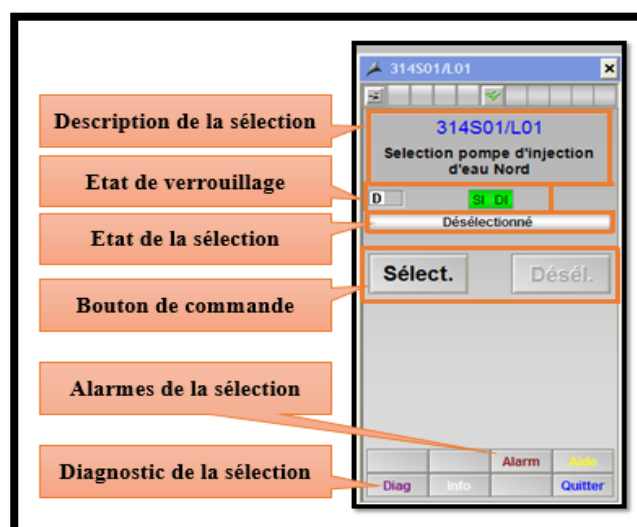 314S01/L01
Description de la sélection
314S01/L01
Selection pompe d'injection
d'eau Nord
Etat de verrouillage
D
SI DI
Etat de la sélection
Désélectionné
Sélect.
Désél.
Bouton de commande
Alarmes de la sélection
Alarm
Aide
Diagnostic de la sélection
Diag
Info
Quitter